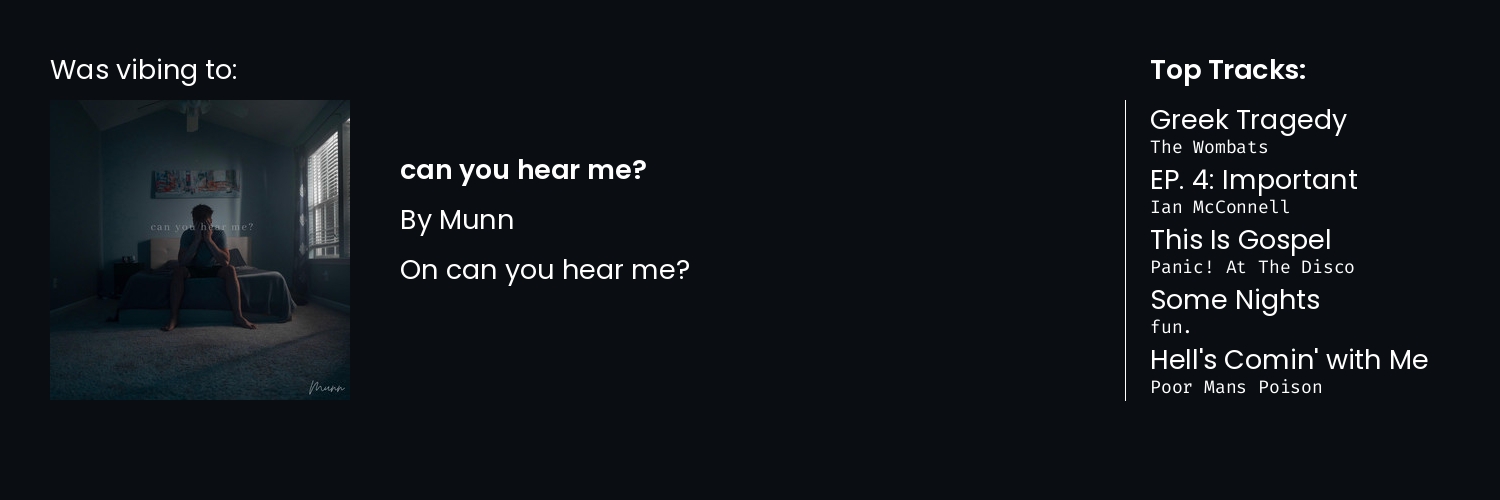 Was vibing to:
can you hear me?
Munn
can you hear me?
By Munn
On can you hear me?
Top Tracks:
Greek Tragedy
The Wombats
EP. 4: Important
Ian McConnell
This Is Gospel
Panic! At The Disco
Some Nights
fun.
Hell's Comin' with Me
Poor Mans Poison